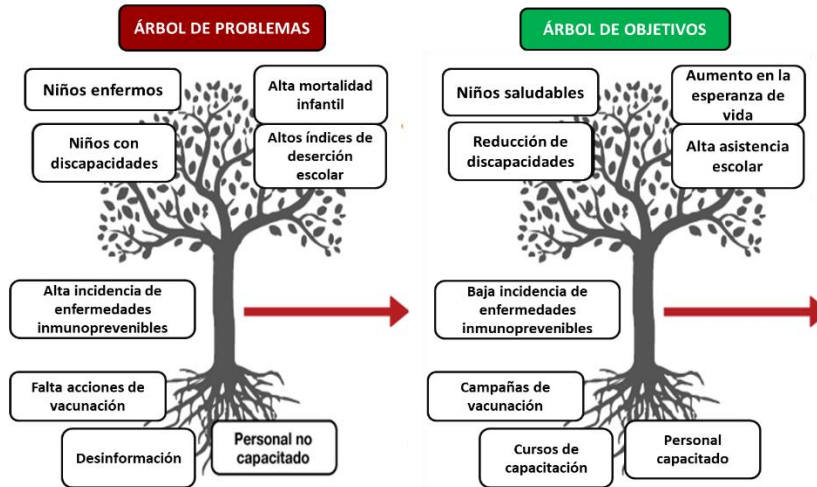 ÁRBOL DE PROBLEMAS
Niños enfermos
Alta mortalidad
infantil
Niños con
discapacidades
Altos índices de
deserción
escolar
Alta incidencia de
enfermedades
inmunoprevenibles
Falta acciones de
vacunación
Desinformación
Personal no
capacitado
ÁRBOL DE OBJETIVOS
Niños saludables
Aumento en la
esperanza de
vida
Reducción de
discapacidades
Alta asistencia
escolar
Baja incidencia de
enfermedades
inmunoprevenibles
Campañas de
vacunación
Cursos de
capacitación
Personal
capacitado